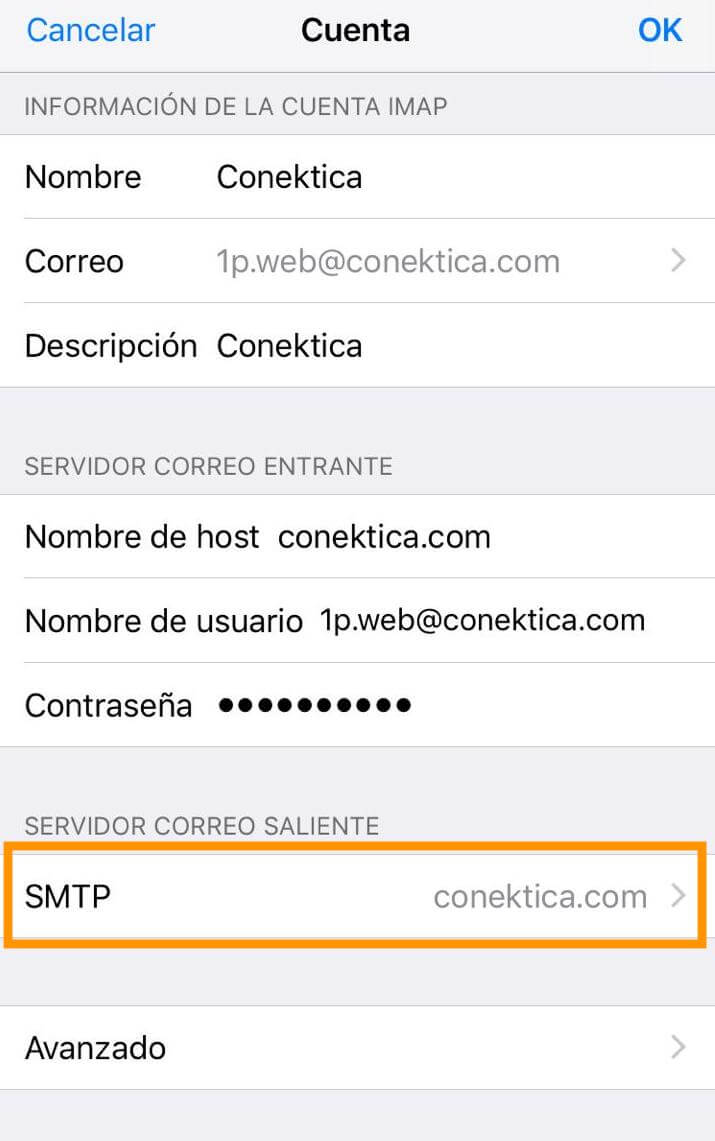 Cancelar Cuenta OK
INFORMACIÓN DE LA CUENTA IMAP
Nombre Conektica
Correo 1p.web@conektica.com
Descripción Conektica
SERVIDOR CORREO ENTRANTE
Nombre de host conektica.com
Nombre de usuario 1p.web@conektica.com
Contraseña ●●●●●●●●●●
SERVIDOR CORREO SALIENTE
SMTP conektica.com
Avanzado